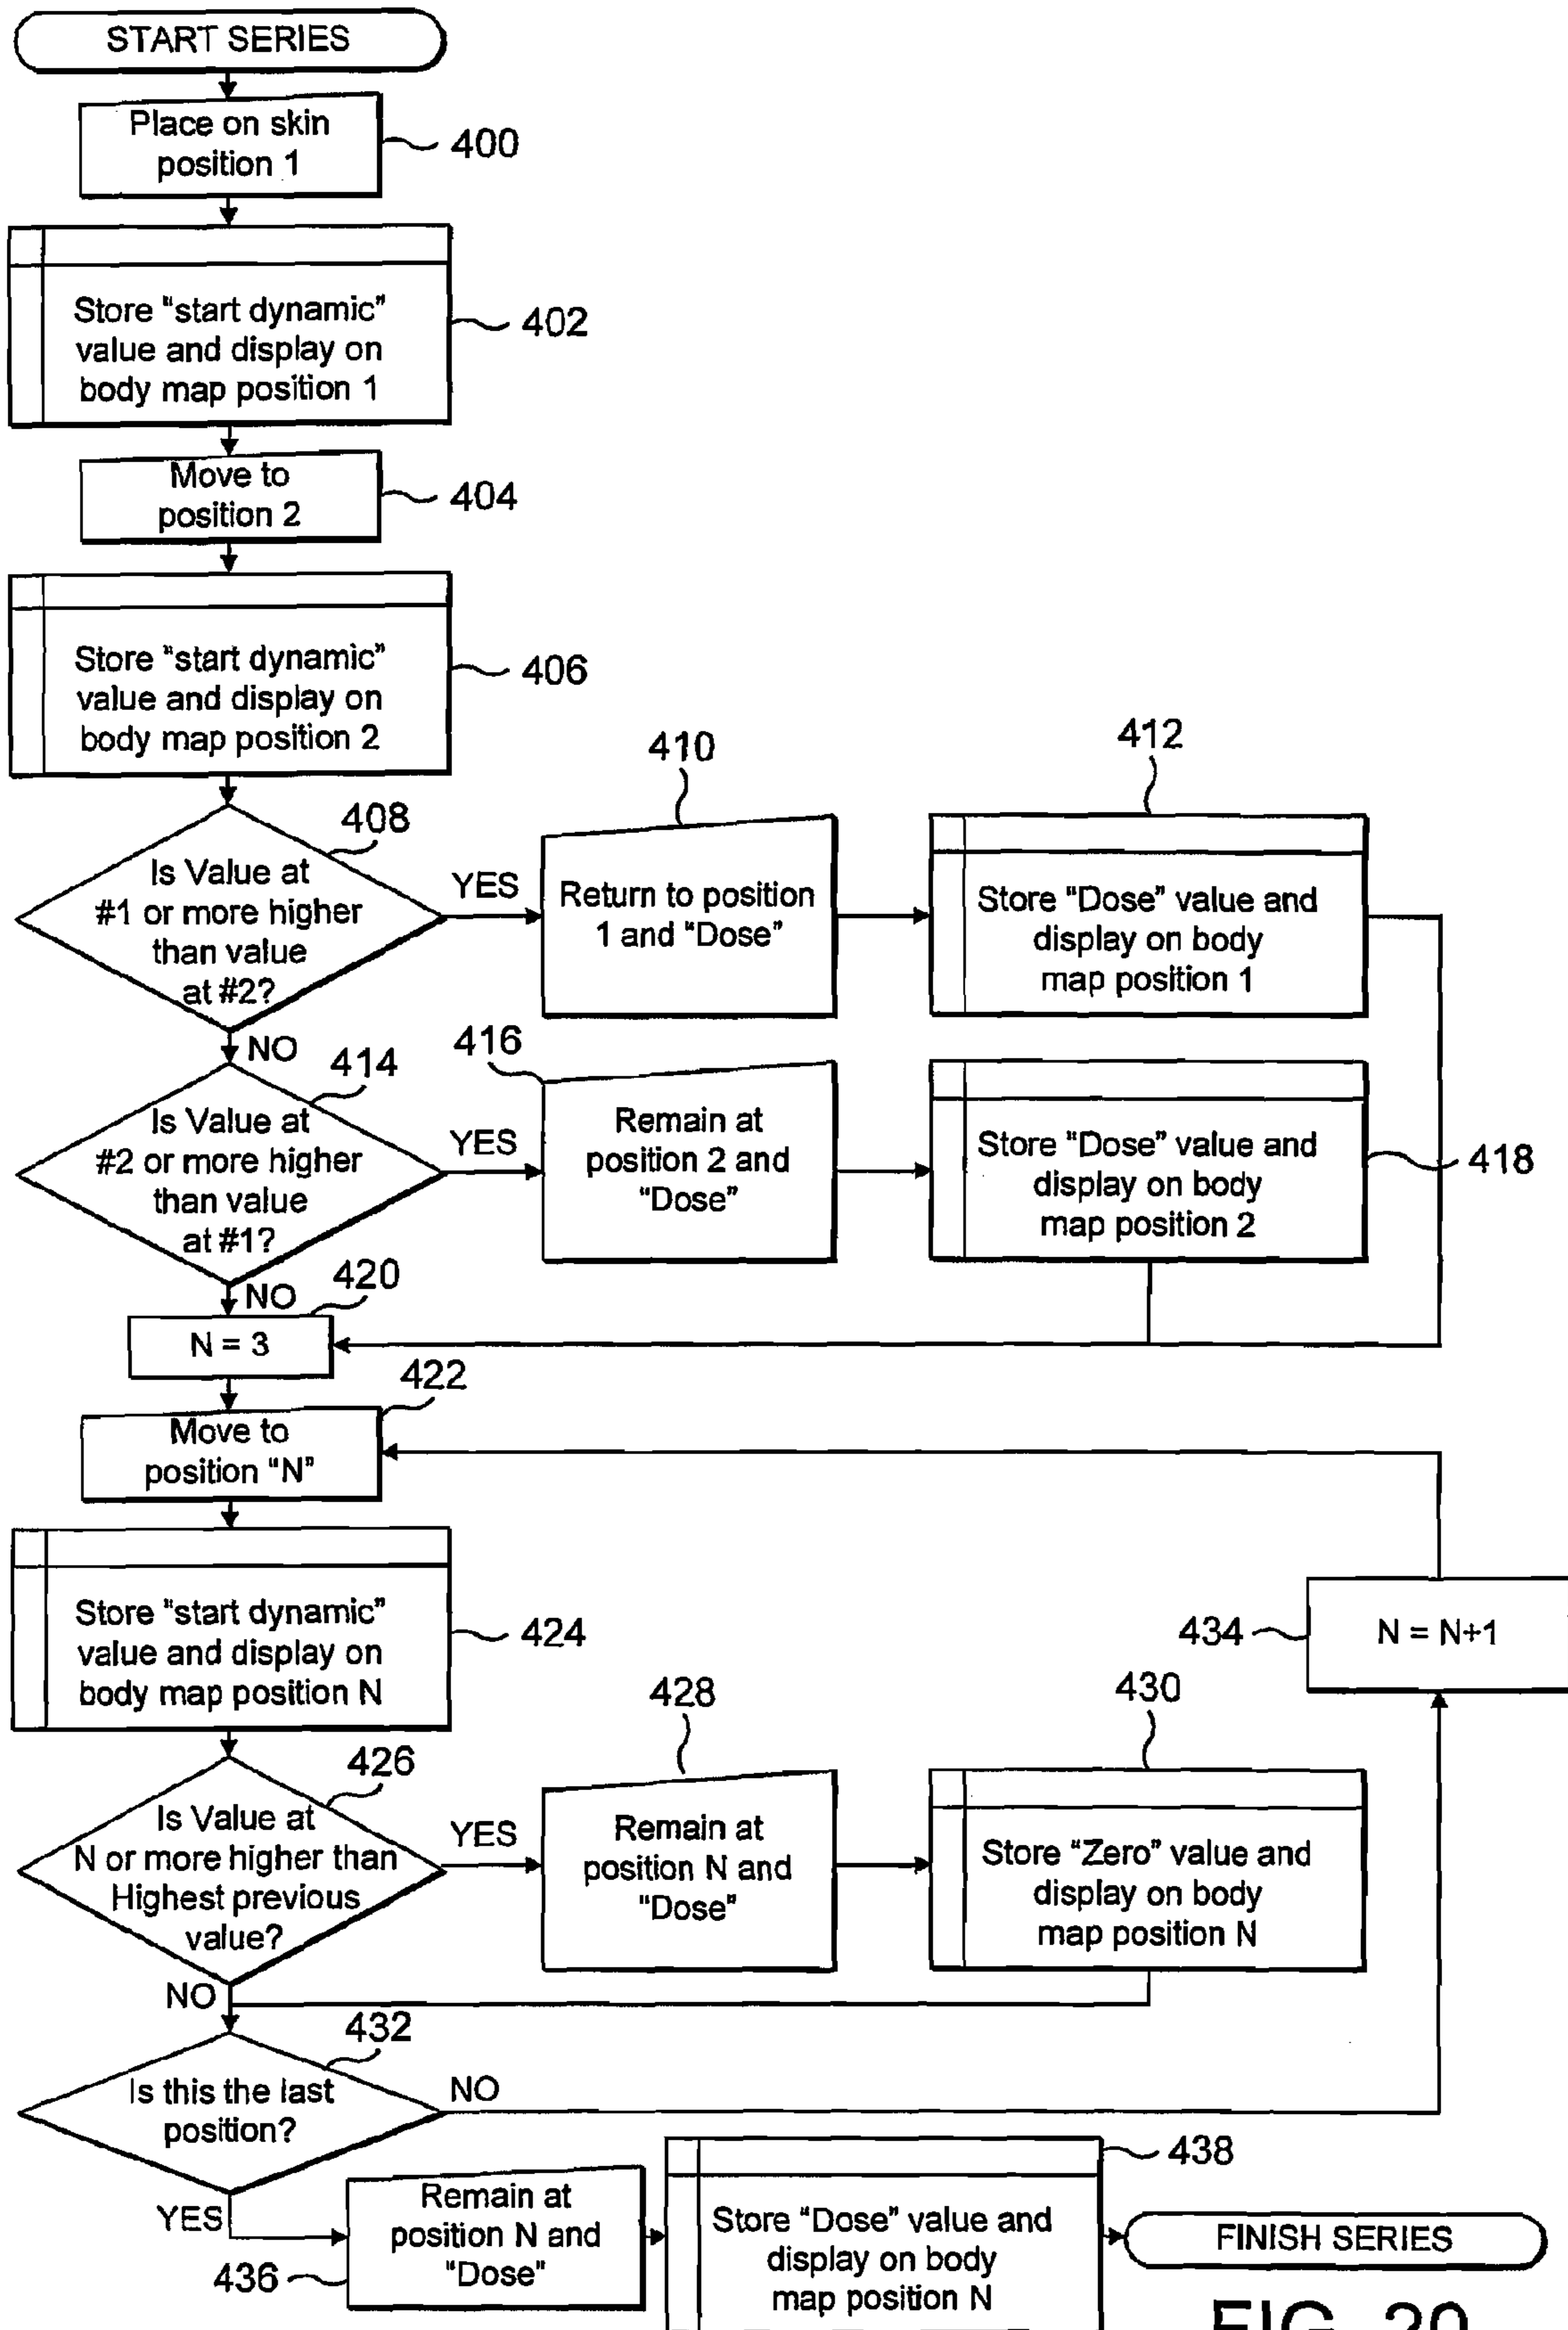 START SERIES
Place on skin
position 1
400
Store "start dynamic"
value and display on
body map position 1
402
Move to
position 2
404
Store "start dynamic"
value and display on
body map position 2
406
408
Is Value at
#1 or more higher
than value
at #2?
YES
NO
410
Return to position
1 and "Dose"
412
Store "Dose" value and
display on body
map position 1
414
Is Value at
#2 or more higher
than value
at #1?
YES
NO
416
Remain at
position 2 and
"Dose"
Store "Dose" value and
display on body
map position 2
418
420
N = 3
422
Move to
position "N"
Store "start dynamic"
value and display on
body map position N
424
434
N = N+1
426
Is Value at
N or more higher than
Highest previous
value?
YES
NO
428
Remain at
position N and
"Dose"
430
Store "Zero" value and
display on body
map position N
432
Is this the last
position?
NO
YES
Remain at
position N and
"Dose"
436
438
Store "Dose" value and
display on body
map position N
FINISH SERIES
FIG. 20